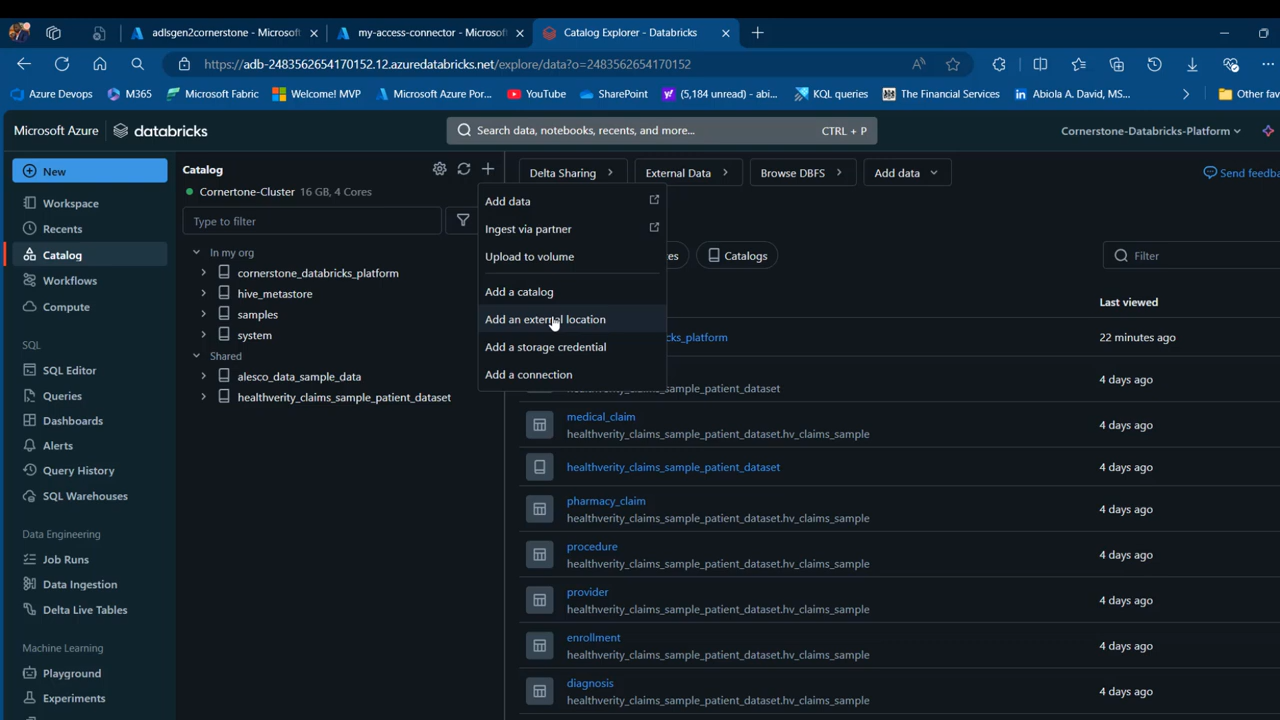 adlsgen2cornerstone - Microsof
my-access-connector - Microsof
Catalog Explorer - Databricks
https://adb-2483562654170152.12.azuredatabricks.net/explore/data?o=2483562654170152
Azure Devops
M365
Microsoft Fabric
Welcome! MVP
Microsoft Azure Por...
YouTube
SharePoint
(5,184 unread) - abi...
KQL queries
The Financial Services
Abiola A. David, MS...
Other fav
Microsoft Azure
databricks
Search data, notebooks, recents, and more...
CTRL + P
Cornerstone-Databricks-Platform
New
Workspace
Recents
Catalog
Workflows
Compute
SQL
SQL Editor
Queries
Dashboards
Alerts
Query History
SQL Warehouses
Data Engineering
Job Runs
Data Ingestion
Delta Live Tables
Machine Learning
Playground
Experiments
Catalog
Cornertone-Cluster 16 GB, 4 Cores
Type to filter
In my org
cornerstone_databricks_platform
hive_metastore
samples
system
Shared
alesco_data_sample_data
healthverity_claims_sample_patient_dataset
Add data
Ingest via partner
Upload to volume
Add a catalog
Add an external location
Add a storage credential
Add a connection
Delta Sharing
External Data
Browse DBFS
Add data
Send feedba
es
Catalogs
Filter
Last viewed
cks_platform
22 minutes ago
healthverity_claims_sample_patient_dataset
4 days ago
medical_claim
healthverity_claims_sample_patient_dataset.hv_claims_sample
4 days ago
healthverity_claims_sample_patient_dataset
4 days ago
pharmacy_claim
healthverity_claims_sample_patient_dataset.hv_claims_sample
4 days ago
procedure
healthverity_claims_sample_patient_dataset.hv_claims_sample
4 days ago
provider
healthverity_claims_sample_patient_dataset.hv_claims_sample
4 days ago
enrollment
healthverity_claims_sample_patient_dataset.hv_claims_sample
4 days ago
diagnosis
healthverity_claims_sample_patient_dataset.hv_claims_sample
4 days ago